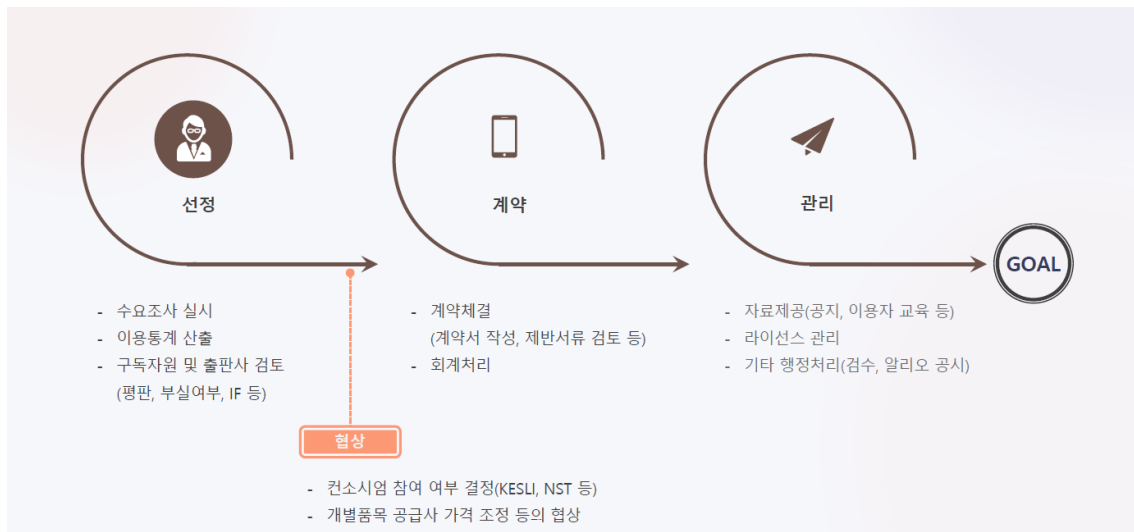 선정
계약
관리
GOAL
- 수요조사 실시
- 이용통계 산출
- 구독자원 및 출판사 검토
(평판, 부실여부, IF 등)
- 계약체결
(계약서 작성, 제반서류 검토 등)
- 회계처리
- 자료제공(공지, 이용자 교육 등)
- 라이선스 관리
- 기타 행정처리(검수, 알리오 공시)
협상
- 컨소시엄 참여 여부 결정(KESLI, NST 등)
- 개별품목 공급사 가격 조정 등의 협상